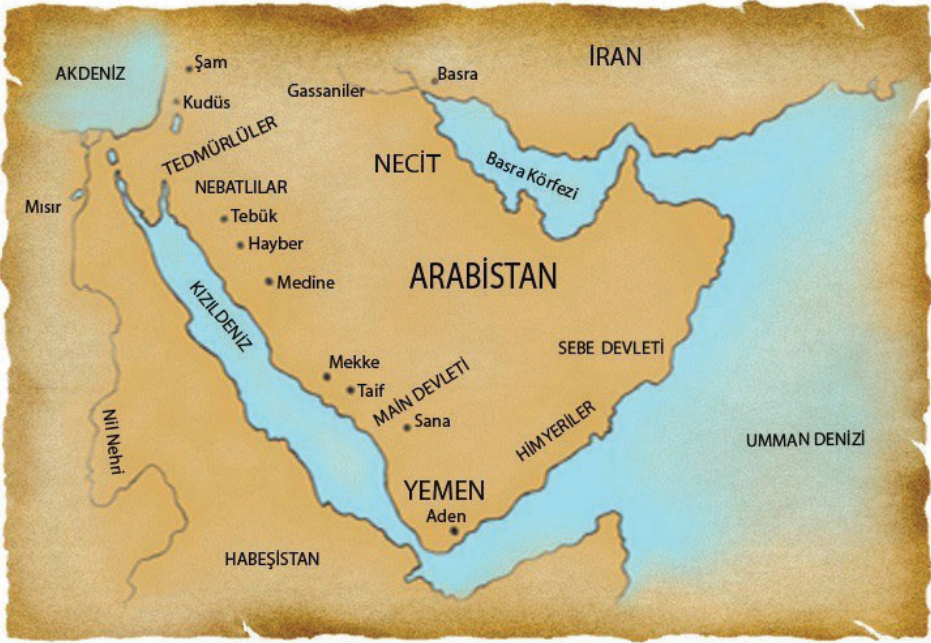 İRAN
AKDENİZ
Şam
Basra
Gassaniler
Kudüs
TEDMÜRLÜLER
NECİT
Basra Körfezi
NEBATLILAR
Mısır
Tebük
Hayber
ARABİSTAN
Medine
KIZILDENİZ
SEBE DEVLETİ
Mekke
Taif
MAİN DEVLETİ
Sana
HİMYERİLER
Nil Nehri
UMMAN DENİZİ
YEMEN
Aden
HABEŞİSTAN